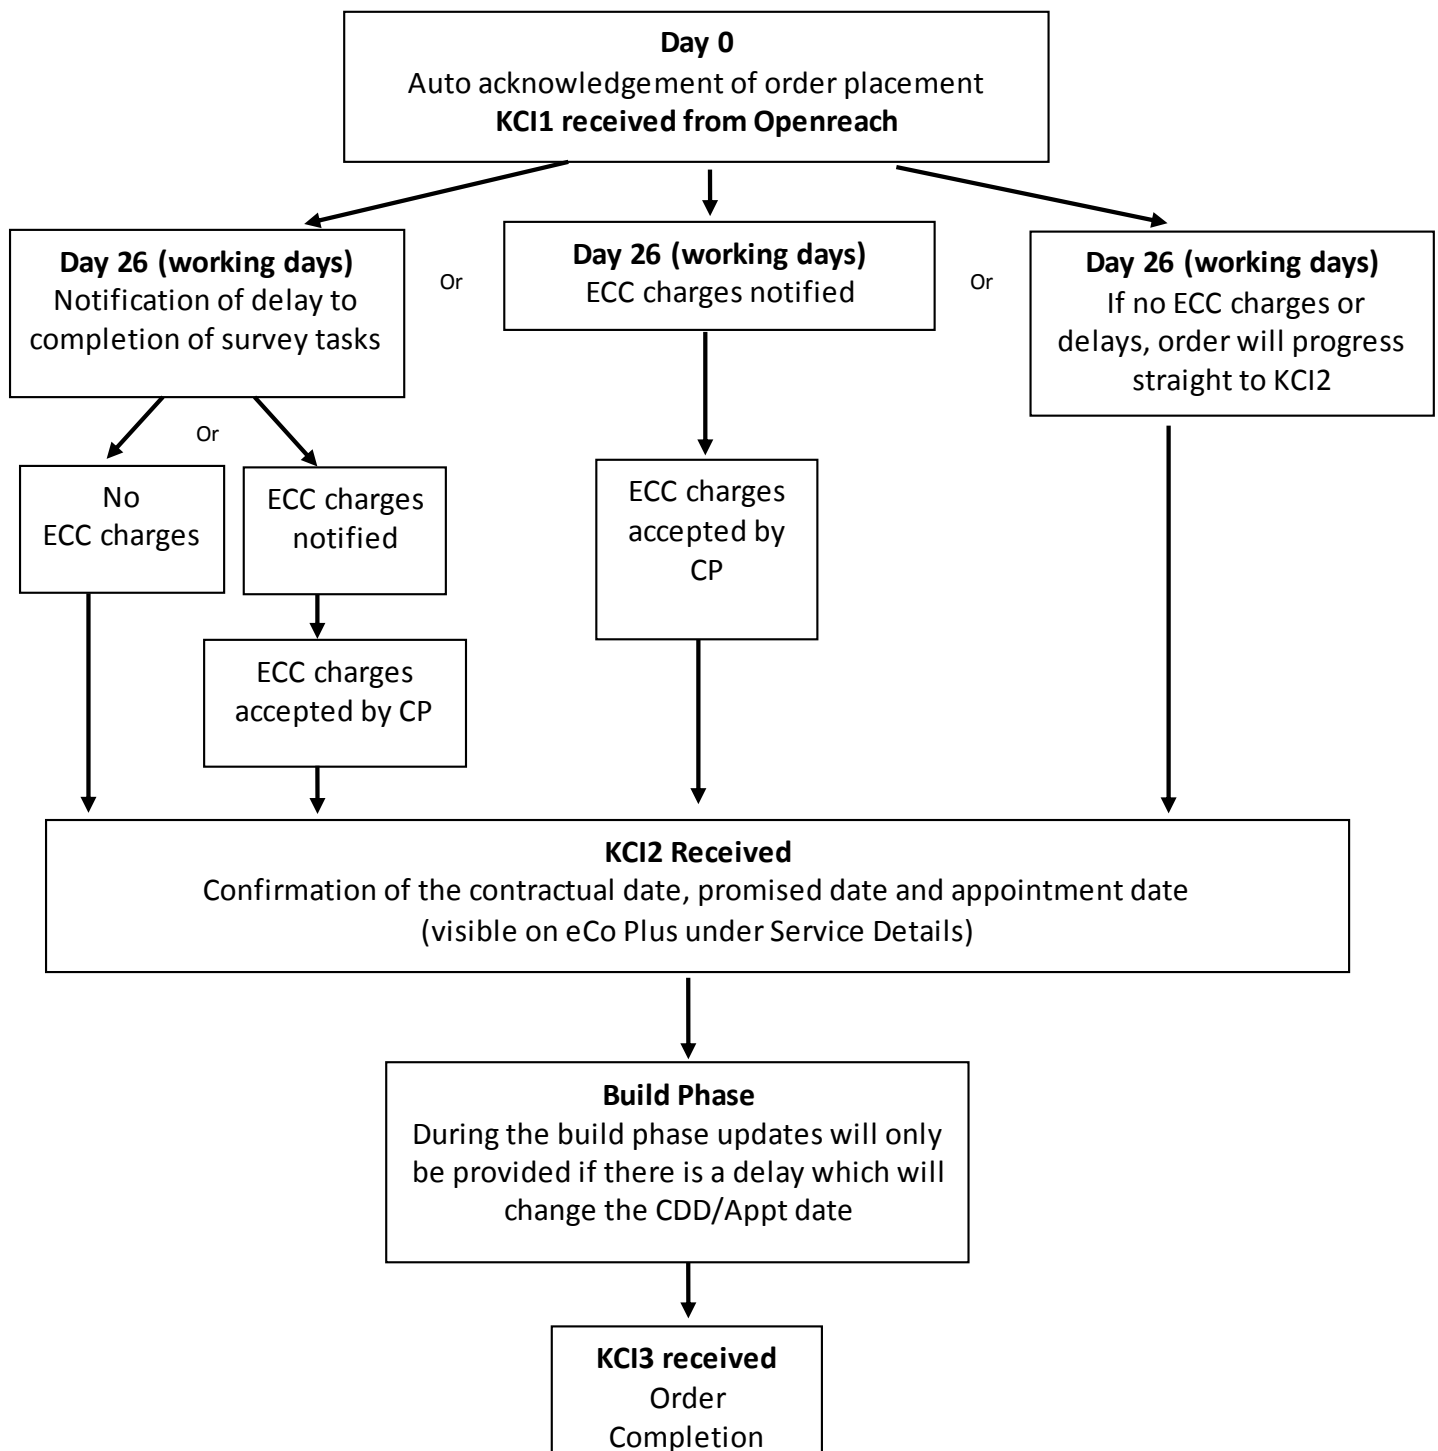 Day 0
Auto acknowledgement of order placement
KCI1 received from Openreach
Day 26 (working days)
Notification of delay to
completion of survey tasks
Or
Day 26 (working days)
ECC charges notified
Or
Day 26 (working days)
If no ECC charges or
delays, order will progress
straight to KCI2
Or
No
ECC charges
ECC charges
notified
ECC charges
accepted by CP
ECC charges
accepted by
CP
KCI2 Received
Confirmation of the contractual date, promised date and appointment date
(visible on eCo Plus under Service Details)
Build Phase
During the build phase updates will only
be provided if there is a delay which will
change the CDD/Appt date
KCI3 received
Order
Completion